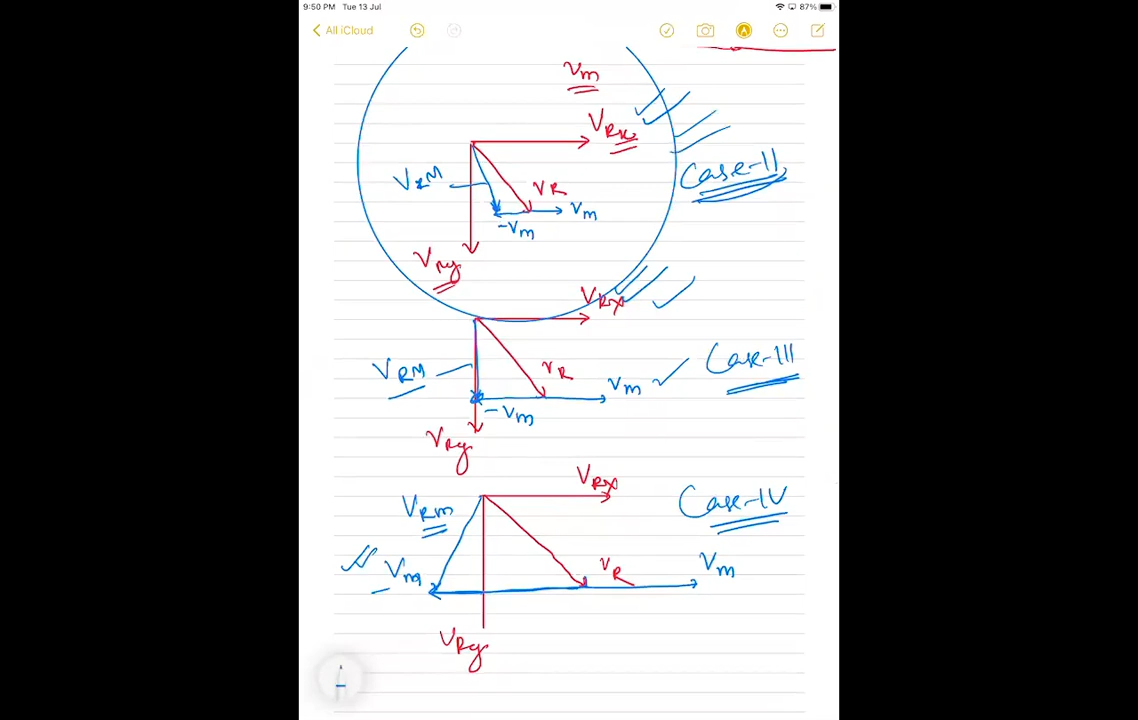 9:50 PM Tue 13 Jul
87%
All iCloud
Vm
VRx
Case-II
VRM
VR
Vm
-Vm
VRy
VRx
Case-III
VRM
VR
Vm
-Vm
VRy
VRx
Case-IV
VRm
Vm
VR
-Vm
VRy